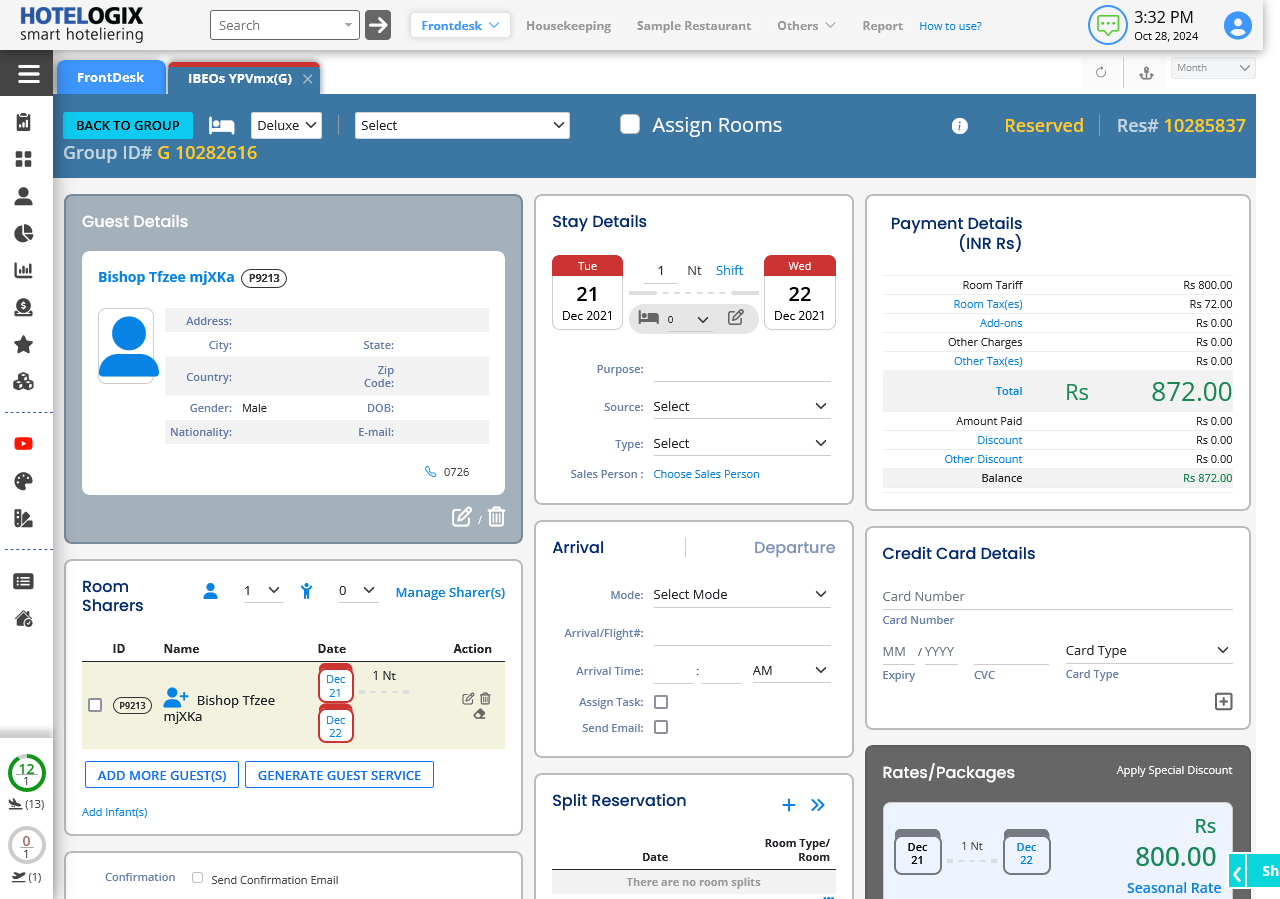 HOTELOGIX
smart hoteliering
Search
Frontdesk
Housekeeping
Sample Restaurant
Others
Report
How to use?
3:32 PM
Oct 28, 2024
FrontDesk
IBEOs YPVmx(G)
Month
BACK TO GROUP
Deluxe
Select
Assign Rooms
Reserved
Res# 10285837
Group ID# G 10282616
Guest Details
Bishop Tfzee mjXKa P9213
Address:
City:
State:
Country:
Zip
Code:
Gender: Male
DOB:
Nationality:
E-mail:
0726
/
Room
Sharers
1
0
Manage Sharer(s)
ID Name Date Action
P9213
Bishop Tfzee
mjXKa
Dec
21
1 Nt
Dec
22
ADD MORE GUEST(S)
GENERATE GUEST SERVICE
Add Infant(s)
Confirmation
Send Confirmation Email
Stay Details
Tue
21
Dec 2021
1 Nt Shift
0
Wed
22
Dec 2021
Purpose:
Source: Select
Type: Select
Sales Person : Choose Sales Person
Arrival
Departure
Mode: Select Mode
Arrival/Flight#:
Arrival Time: : AM
Assign Task:
Send Email:
Split Reservation
Date
Room Type/
Room
There are no room splits
Payment Details
(INR Rs)
Room Tariff Rs 800.00
Room Tax(es) Rs 72.00
Add-ons Rs 0.00
Other Charges Rs 0.00
Other Tax(es) Rs 0.00
Total Rs 872.00
Amount Paid Rs 0.00
Discount Rs 0.00
Other Discount Rs 0.00
Balance Rs 872.00
Credit Card Details
Card Number
Card Number
MM / YYYY
Card Type
Expiry
CVC
Card Type
Rates/Packages
Apply Special Discount
Dec
21
1 Nt
Dec
22
Rs
800.00
Seasonal Rate
Sh
12
1
(13)
0
1
(1)